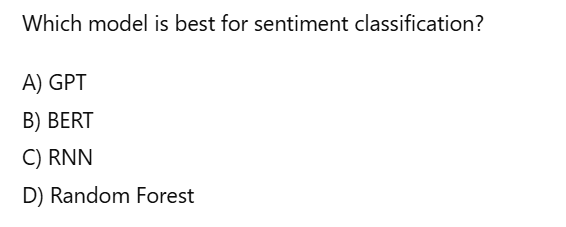 Which model is best for sentiment classification?
A) GPT
B) BERT
C) RNN
D) Random Forest